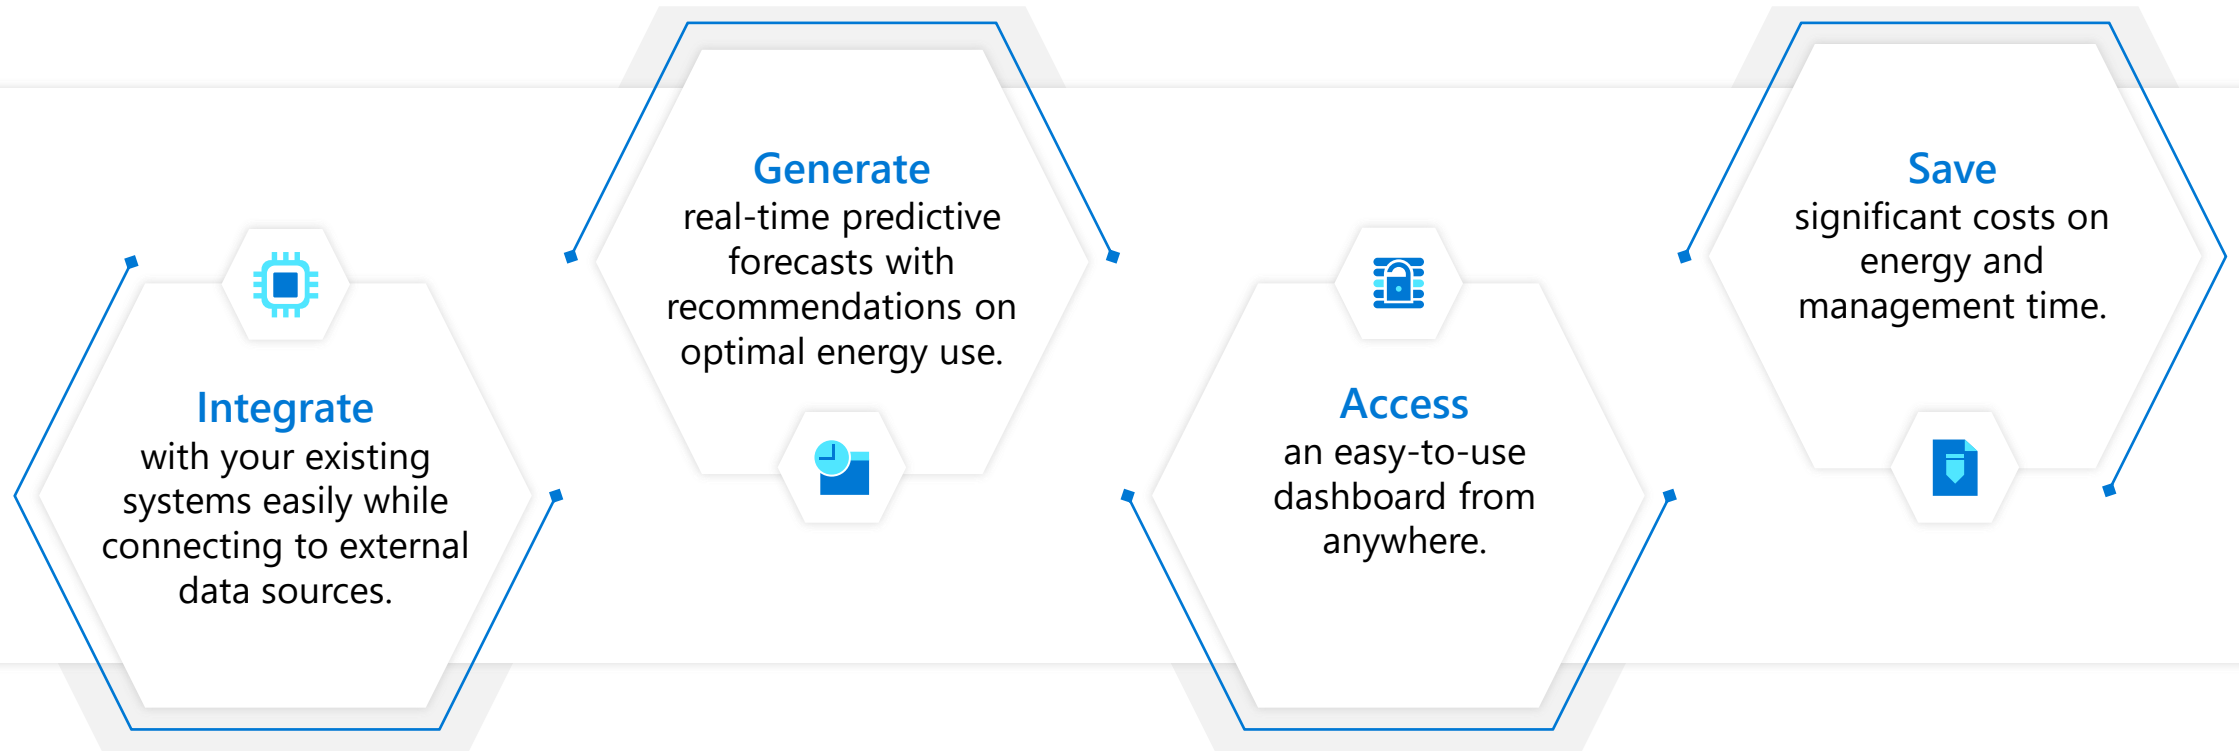 Integrate
with your existing
systems easily while
connecting to external
data sources.
Generate
real-time predictive
forecasts with
recommendations on
optimal energy use.
Access
an easy-to-use
dashboard from
anywhere.
Save
significant costs on
energy and
management time.